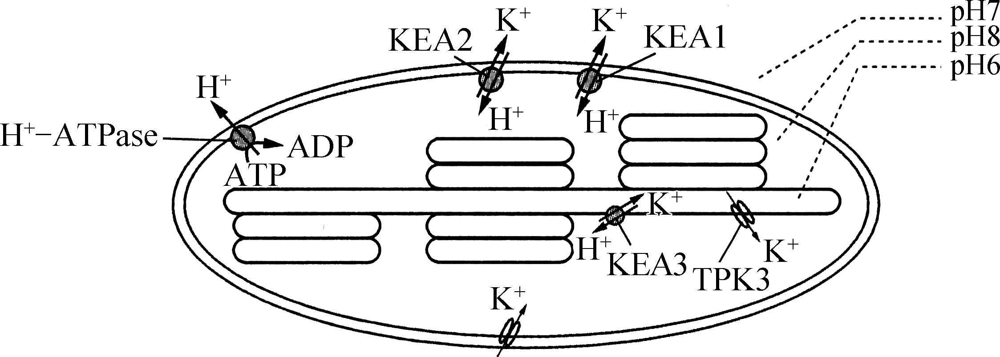 K⁺
K⁺
pH7
KEA2
KEA1
pH8
pH6
H⁺
H⁺
H⁺
H⁺−ATPase
ADP
ATP
K⁺
H⁺
KEA3
K⁺
TPK3
K⁺